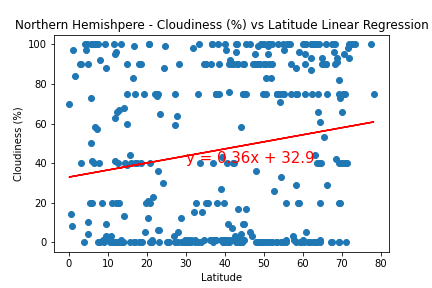 Northern Hemishpere - Cloudiness (%) vs Latitude Linear Regression
100
80
60
40
20
0
Cloudiness (%)
y = 0.36x + 32.9
0 10 20 30 40 50 60 70 80
Latitude